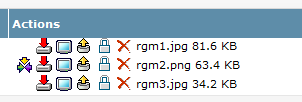 Actions
rgm1.jpg 81.6 KB
rgm2.png 63.4 KB
rgm3.jpg 34.2 KB